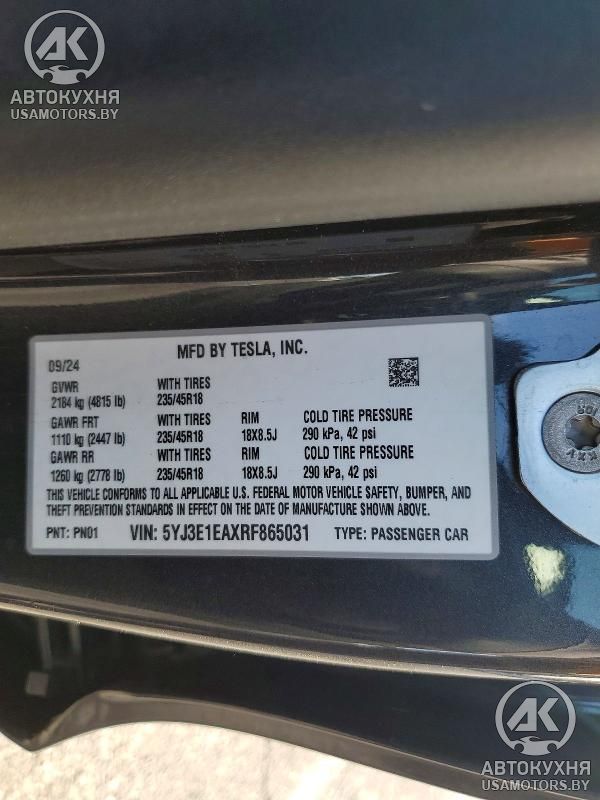 AK
АВТОКУХНЯ
USAMOTORS.BY
MFD BY TESLA, INC.
09/24
GVWR WITH TIRES
2184 kg (4815 lb) 235/45R18
GAWR FRT WITH TIRES RIM COLD TIRE PRESSURE
1110 kg (2447 lb) 235/45R18 18X8.5J 290 kPa, 42 psi
GAWR RR WITH TIRES RIM COLD TIRE PRESSURE
1260 kg (2778 lb) 235/45R18 18X8.5J 290 kPa, 42 psi
THIS VEHICLE CONFORMS TO ALL APPLICABLE U.S. FEDERAL MOTOR VEHICLE SAFETY, BUMPER, AND
THEFT PREVENTION STANDARDS IN EFFECT ON THE DATE OF MANUFACTURE SHOWN ABOVE.
PNT: PN01 VIN: 5YJ3E1EAXRF865031 TYPE: PASSENGER CAR
AK
АВТОКУХНЯ
USAMOTORS.BY